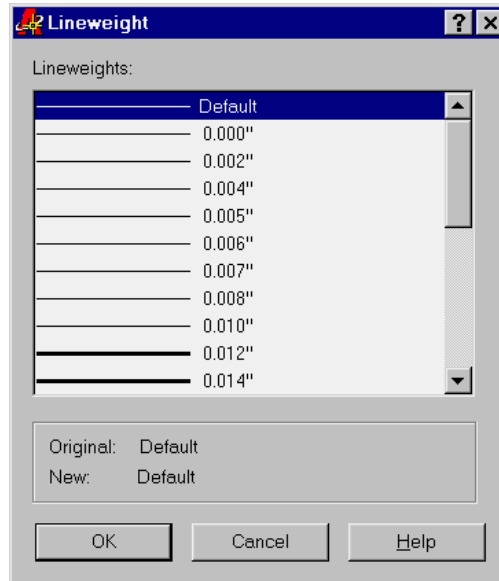 Lineweight
Lineweights:
Default
0.000"
0.002"
0.004"
0.005"
0.006"
0.007"
0.008"
0.010"
0.012"
0.014"
Original: Default
New: Default
OK Cancel Help